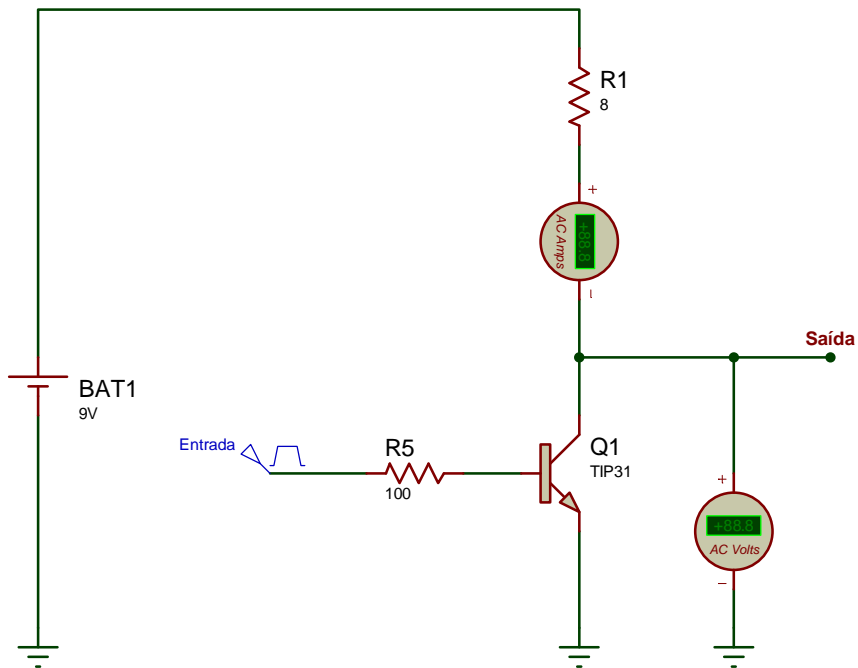 R1
8
+
AC Amps
+88.8
Saída
BAT1
9V
Entrada
R5
100
Q1
TIP31
+
+88.8
AC Volts